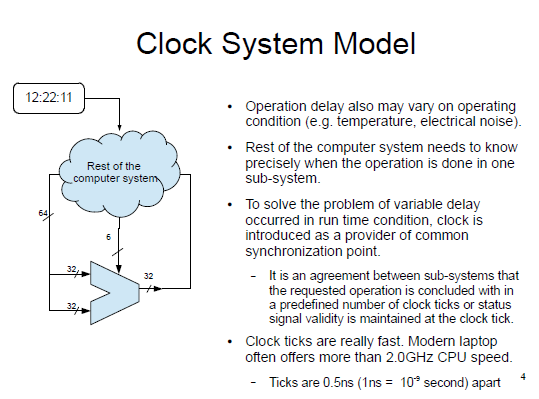 Clock System Model
12:22:11
Rest of the
computer system
64
6
32
32
32
• Operation delay also may vary on operating
condition (e.g. temperature, electrical noise).
• Rest of the computer system needs to know
precisely when the operation is done in one
sub-system.
• To solve the problem of variable delay
occurred in run time condition, clock is
introduced as a provider of common
synchronization point.
– It is an agreement between sub-systems that
the requested operation is concluded with in
a predefined number of clock ticks or status
signal validity is maintained at the clock tick.
• Clock ticks are really fast. Modern laptop
often offers more than 2.0GHz CPU speed.
– Ticks are 0.5ns (1ns = 10⁻⁹ second) apart
4